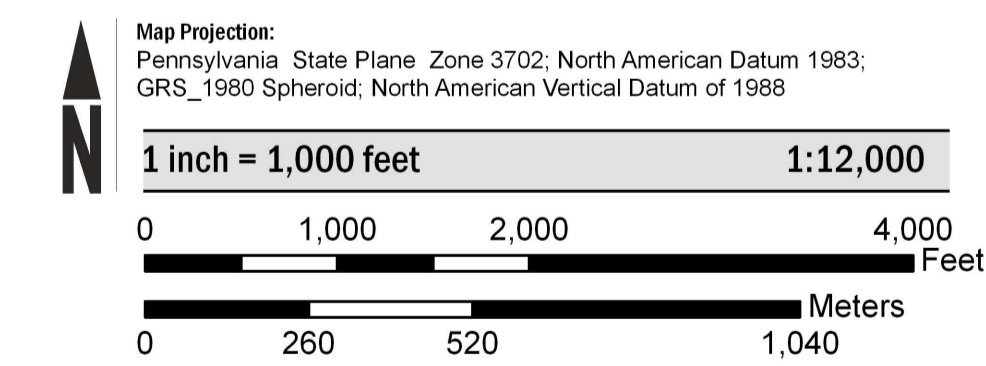 Map Projection:
Pennsylvania State Plane Zone 3702; North American Datum 1983;
GRS_1980 Spheroid; North American Vertical Datum of 1988
N
1 inch = 1,000 feet 1:12,000
0 1,000 2,000 4,000
Feet
Meters
0 260 520 1,040